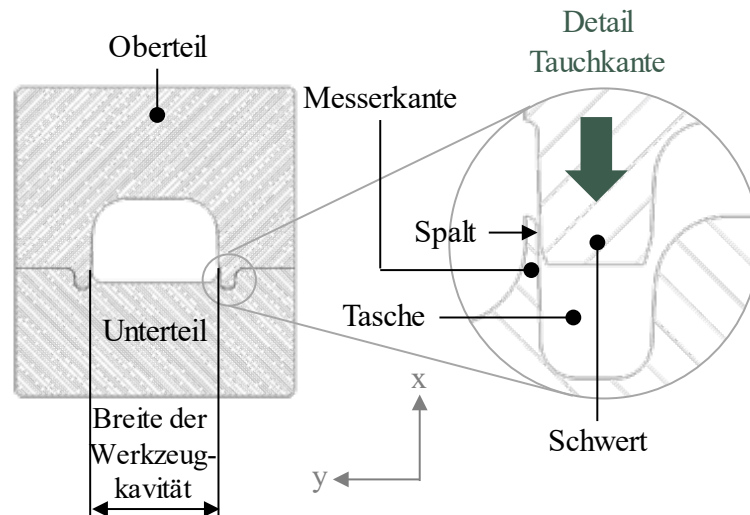 Oberteil
Detail
Tauchkante
Messerkante
Spalt
Tasche
Unterteil
Breite der
Werkzeug-
kavität
x
y
Schwert